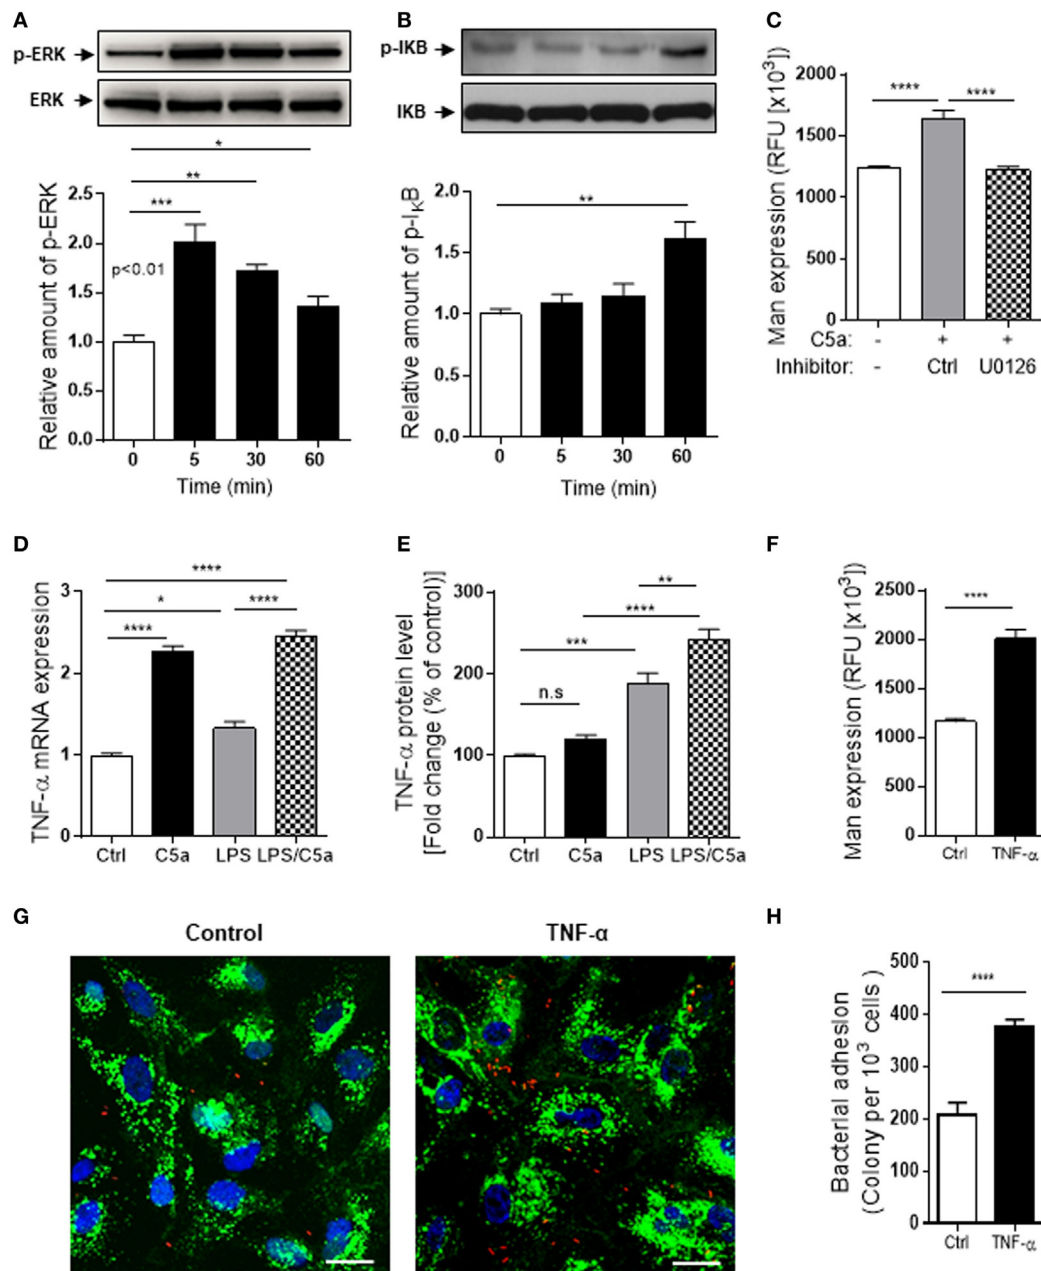 A
p-ERK
ERK
*
**
***
p<0.01
Relative amount of p-ERK
2.5
2.0
1.5
1.0
0.5
0.0
0 5 30 60
Time (min)
B
p-IKB
IKB
**
Relative amount of p-IκB
2.0
1.5
1.0
0.5
0.0
0 5 30 60
Time (min)
C
Man expression (RFU [x10³])
2000
1500
1000
500
0
**** ****
C5a: - + +
Inhibitor: - Ctrl U0126
D
TNF-α mRNA expression
3
2
1
0
****
* ****
****
Ctrl C5a LPS LPS/C5a
E
TNF-α protein level
[Fold change (% of control)]
300
200
100
0
**
****
***
n.s
Ctrl C5a LPS LPS/C5a
F
Man expression (RFU [x10³])
2500
2000
1500
1000
500
0
****
Ctrl TNF-α
G
Control
TNF-α
H
Bacterial adhesion
(Colony per 10³ cells )
500
400
300
200
100
0
****
Ctrl TNF-α